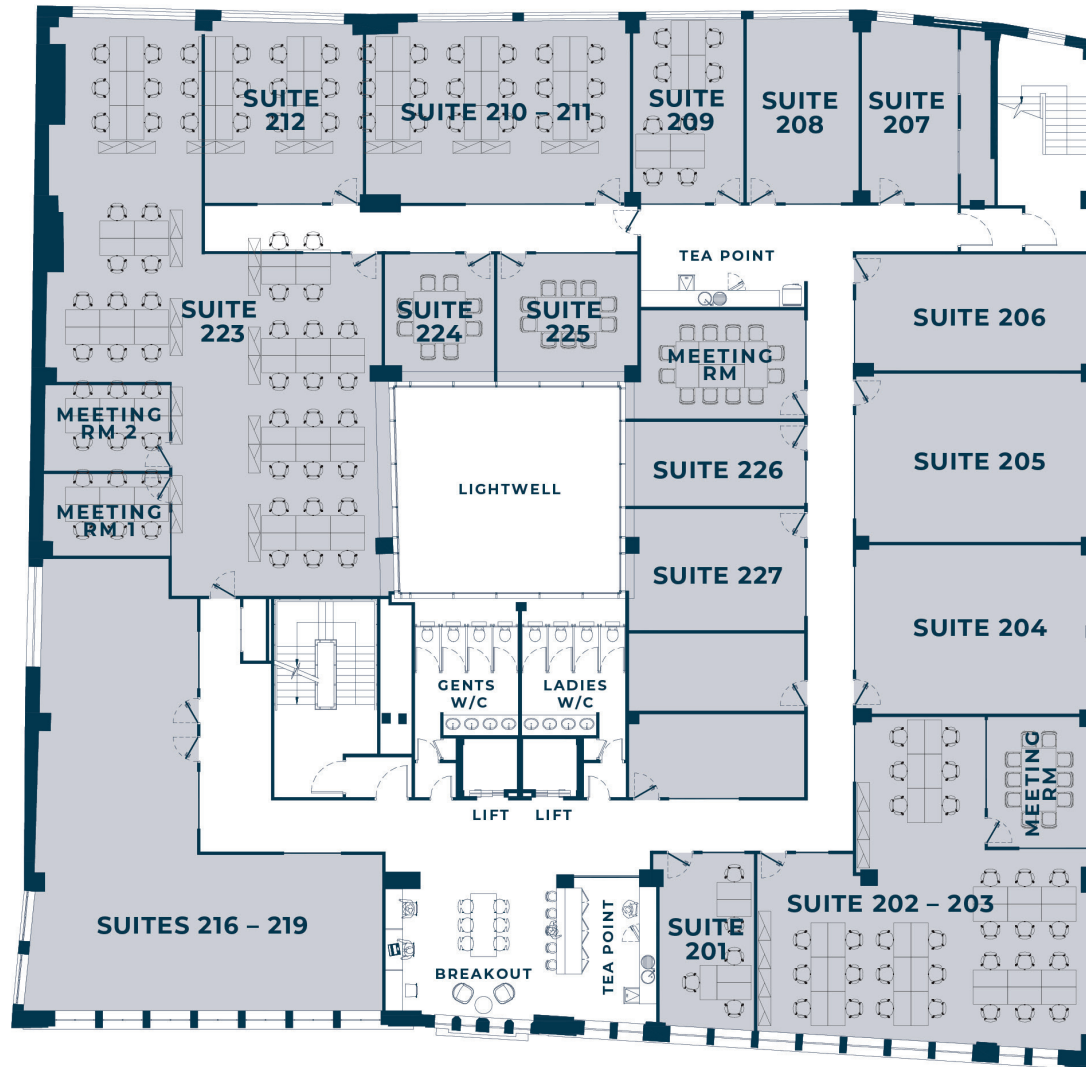 SUITE
212
SUITE 210 – 211
SUITE
209
SUITE
208
SUITE
207
TEA POINT
SUITE
223
SUITE
224
SUITE
225
SUITE 206
MEETING
RM
MEETING
RM 2
MEETING
RM 1
LIGHTWELL
SUITE 226
SUITE 205
SUITE 227
SUITE 204
GENTS
W/C
LADIES
W/C
LIFT
LIFT
MEETING
RM
SUITES 216 – 219
BREAKOUT
TEA POINT
SUITE
201
SUITE 202 – 203